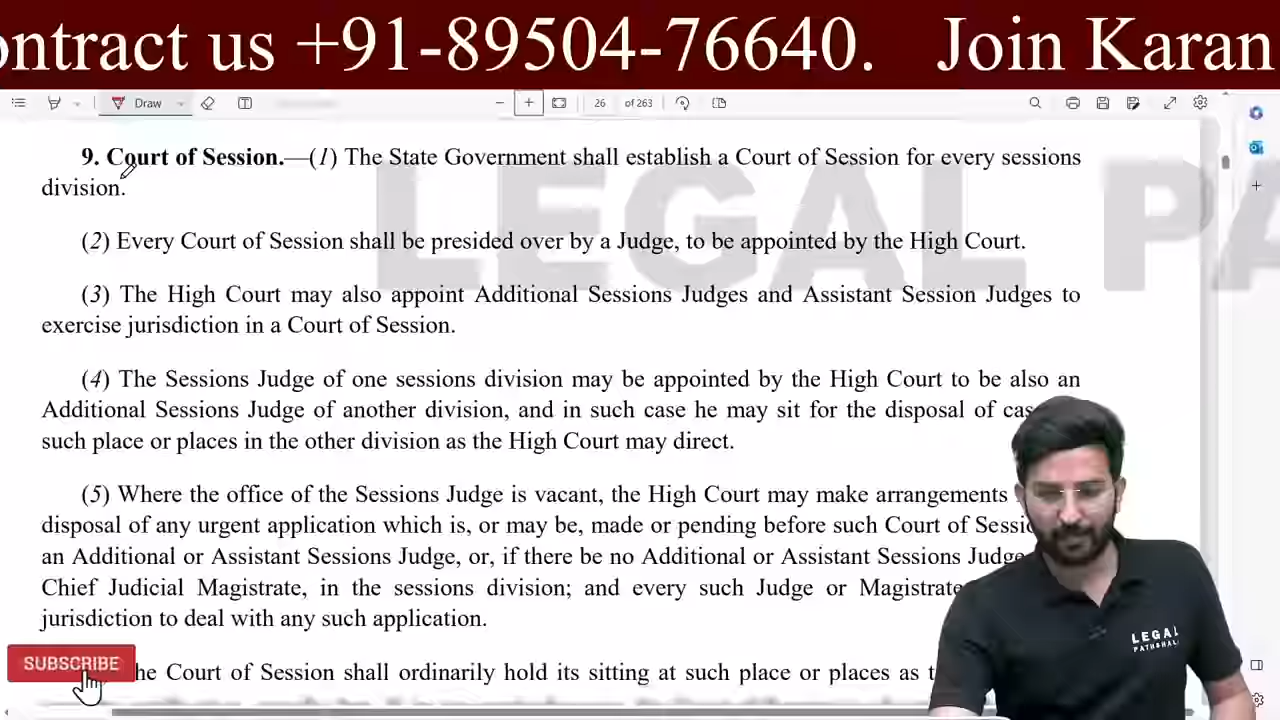 ontract us +91-89504-76640. Join Karan
Draw
26 of 263
9. Court of Session.—(1) The State Government shall establish a Court of Session for every sessions
division.
(2) Every Court of Session shall be presided over by a Judge, to be appointed by the High Court.
(3) The High Court may also appoint Additional Sessions Judges and Assistant Session Judges to
exercise jurisdiction in a Court of Session.
(4) The Sessions Judge of one sessions division may be appointed by the High Court to be also an
Additional Sessions Judge of another division, and in such case he may sit for the disposal of
such place or places in the other division as the High Court may direct.
(5) Where the office of the Sessions Judge is vacant, the High Court may make arrangements
disposal of any urgent application which is, or may be, made or pending before such Court of
an Additional or Assistant Sessions Judge, or, if there be no Additional or Assistant Sessions Judge
Chief Judicial Magistrate, in the sessions division; and every such Judge or Magistrate
jurisdiction to deal with any such application.
he Court of Session shall ordinarily hold its sitting at such place or places as
LEGAL PA
SUBSCRIBE
LEGAL
PATHSHALA